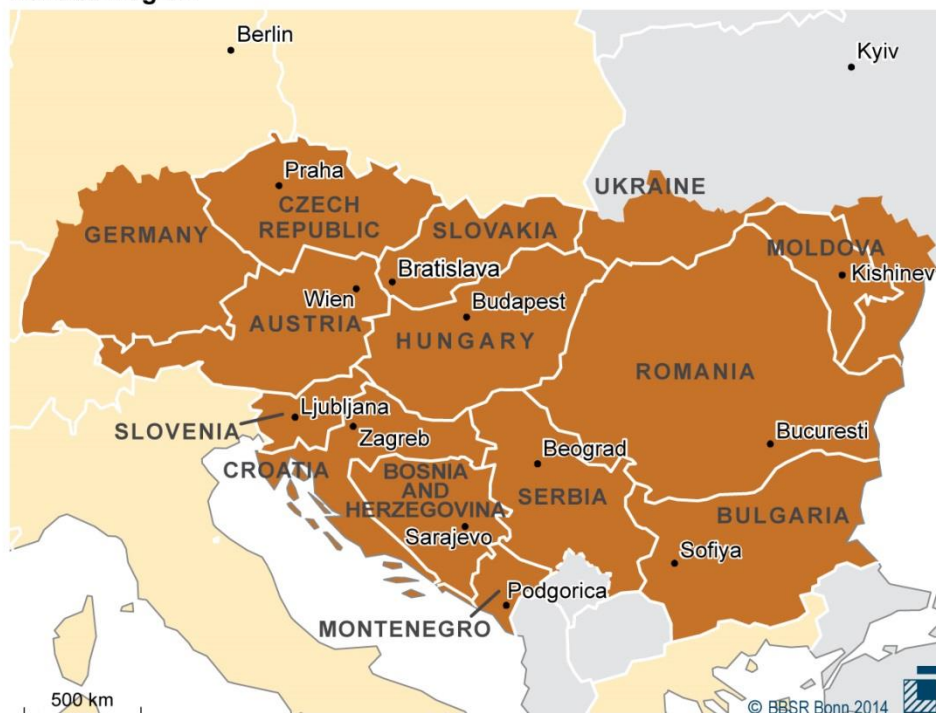 Berlin
Kyiv
Praha
UKRAINE
CZECH
REPUBLIC
GERMANY
SLOVAKIA
MOLDOVA
Bratislava
Kishinev
Wien
Budapest
AUSTRIA
HUNGARY
ROMANIA
Ljubljana
SLOVENIA
Zagreb
Bucuresti
Beograd
CROATIA
BOSNIA
AND
HERZEGOVINA
SERBIA
BULGARIA
Sarajevo
Sofiya
Podgorica
MONTENEGRO
500 km
© BBSR Bonn 2014